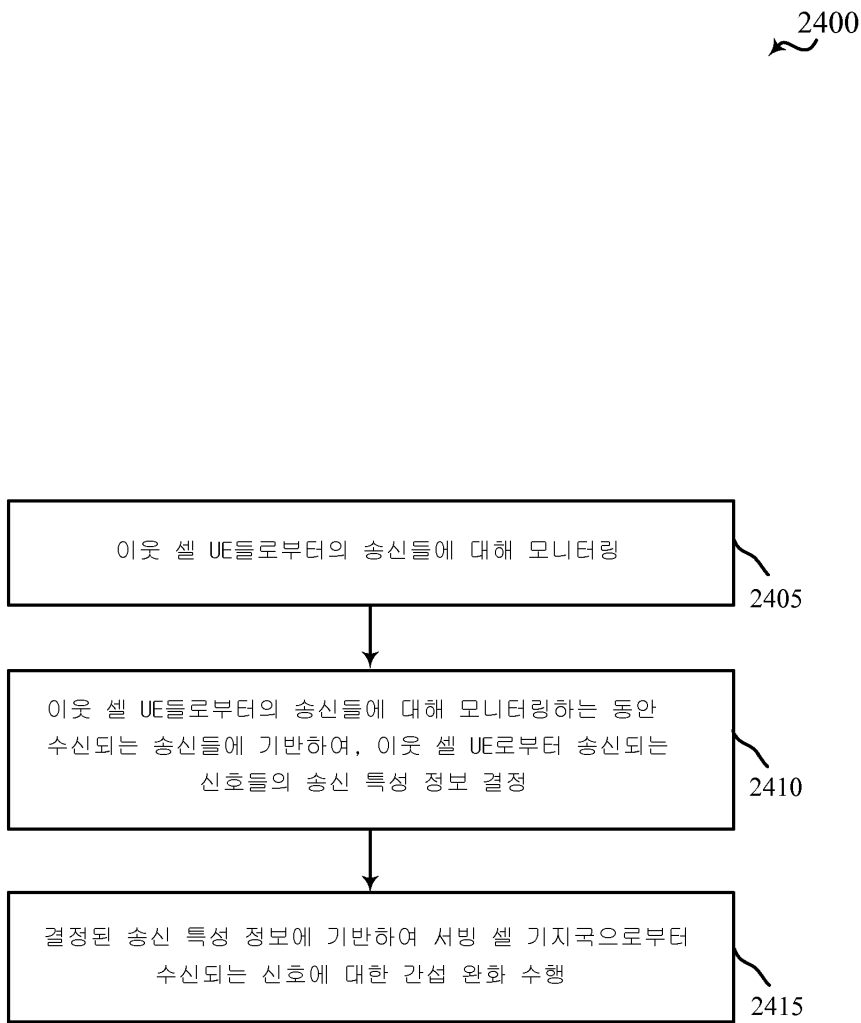 2400
이웃 셀 UE들로부터의 송신들에 대해 모니터링
2405
이웃 셀 UE들로부터의 송신들에 대해 모니터링하는 동안
수신되는 송신들에 기반하여, 이웃 셀 UE로부터 송신되는
신호들의 송신 특성 정보 결정
2410
결정된 송신 특성 정보에 기반하여 서빙 셀 기지국으로부터
수신되는 신호에 대한 간섭 완화 수행
2415